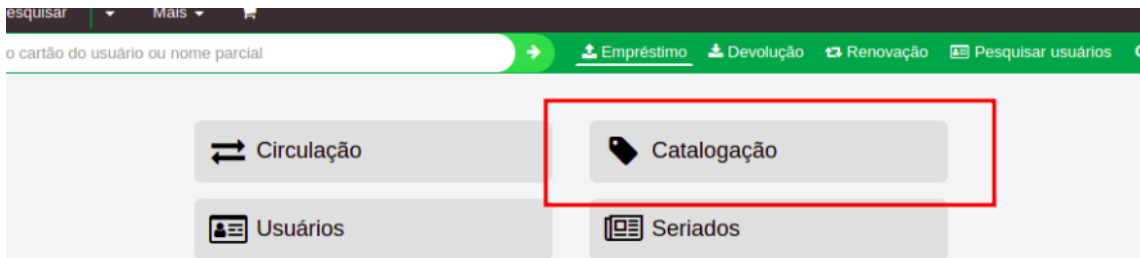 esquisar Mais
o cartão do usuário ou nome parcial Empréstimo Devolução Renovação Pesquisar usuários
Circulação Catalogação
Usuários Seriados